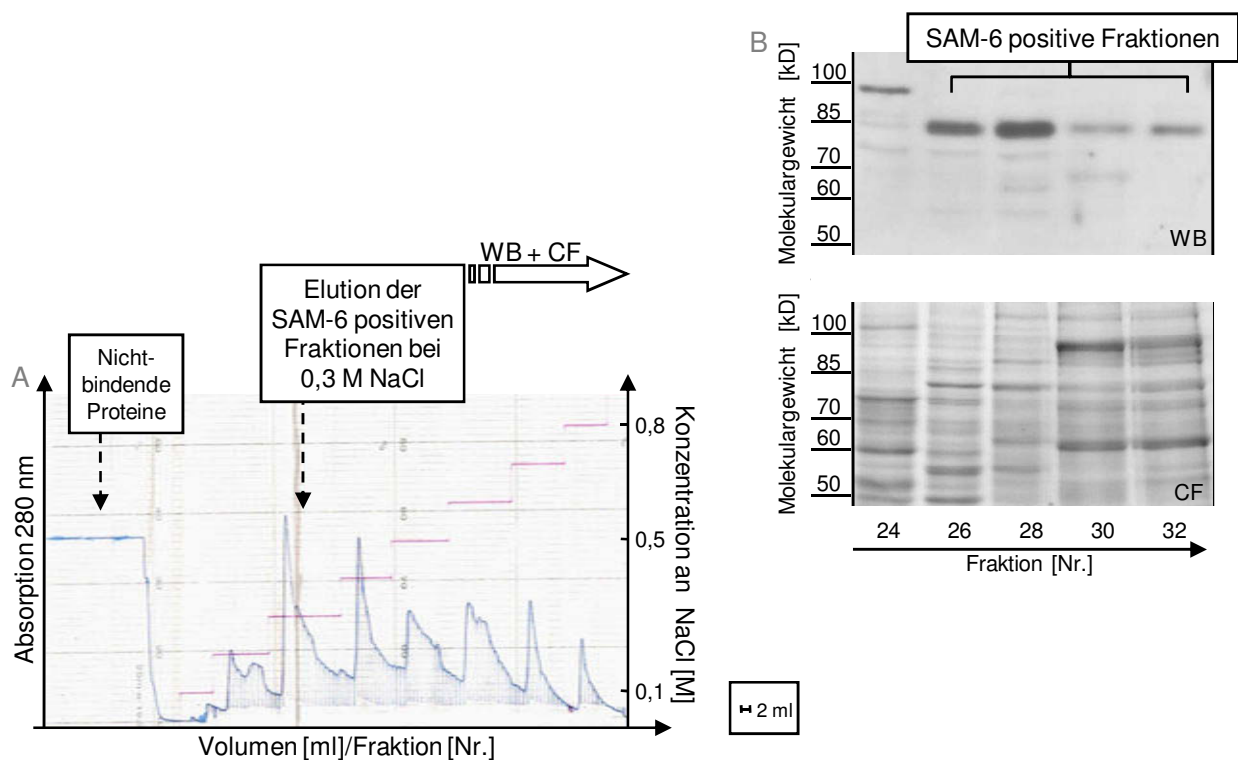 A
Nicht-
bindende
Proteine
Elution der
SAM-6 positiven
Fraktionen bei
0,3 M NaCl
WB + CF
Absorption 280 nm
Konzentration an NaCl [M]
0,8
0,5
0,1
Volumen [ml]/Fraktion [Nr.]
2 ml
B
SAM-6 positive Fraktionen
Molekulargewicht [kD]
100
85
70
60
50
WB
Molekulargewicht [kD]
100
85
70
60
50
CF
24 26 28 30 32
Fraktion [Nr.]